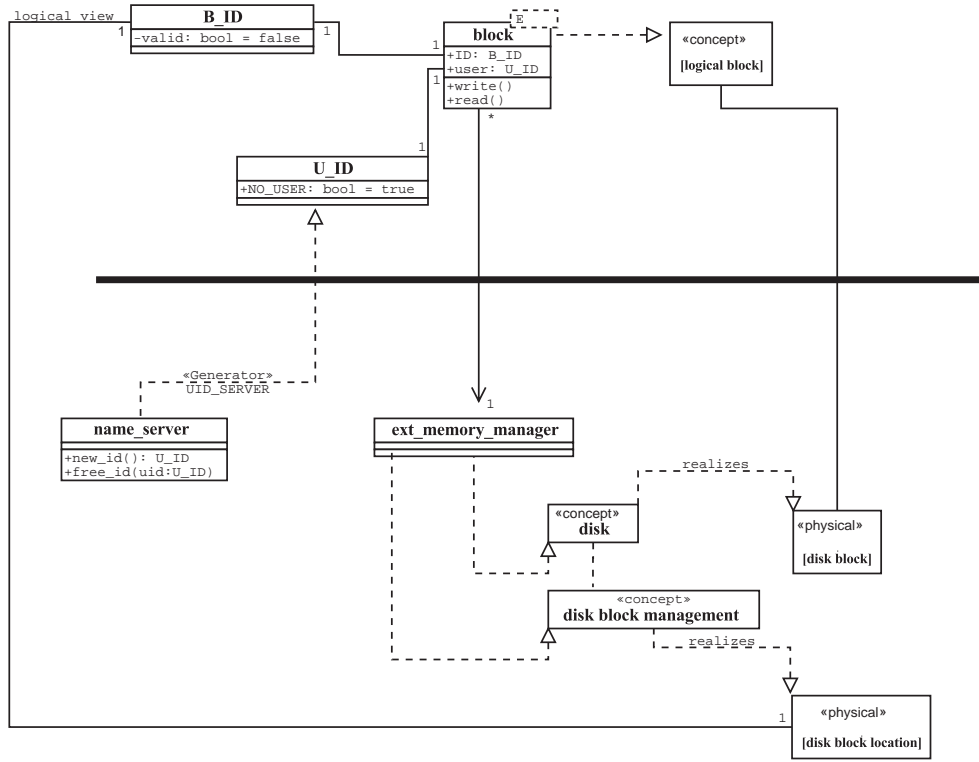 logical view
1
B_ID
-valid: bool = false
1
E
block
+ID: B_ID
+user: U_ID
+write()
+read()
1
1
*
«concept»
[logical block]
1
U_ID
+NO_USER: bool = true
«Generator»
UID_SERVER
name_server
+new_id(): U_ID
+free_id(uid:U_ID)
1
ext_memory_manager
realizes
«concept»
disk
«physical»
[disk block]
«concept»
disk block management
realizes
1
«physical»
[disk block location]